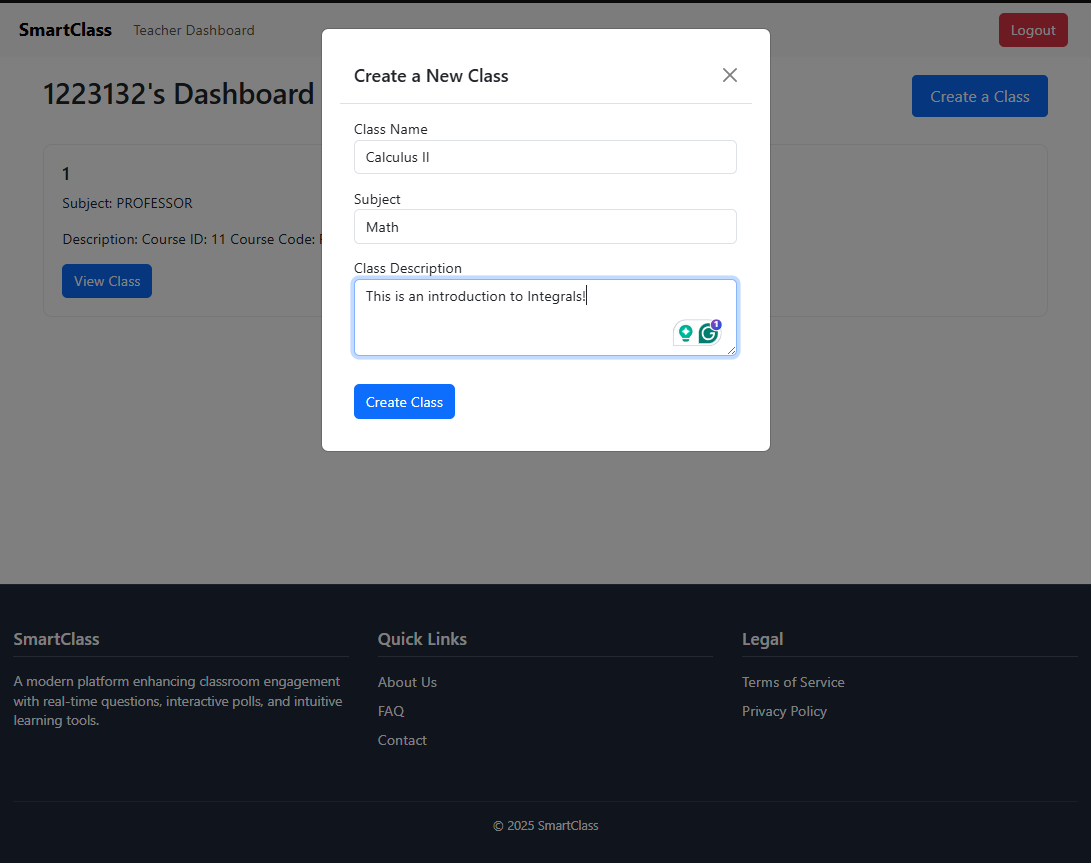 SmartClass Teacher Dashboard Logout
Create a New Class
1223132's Dashboard
Create a Class
Class Name
Calculus II
1
Subject
Subject: PROFESSOR
Math
Description: Course ID: 11 Course Code:
Class Description
View Class
This is an introduction to Integrals!
1
Create Class
SmartClass
A modern platform enhancing classroom engagement
with real-time questions, interactive polls, and intuitive
learning tools.
Quick Links
About Us
FAQ
Contact
Legal
Terms of Service
Privacy Policy
© 2025 SmartClass